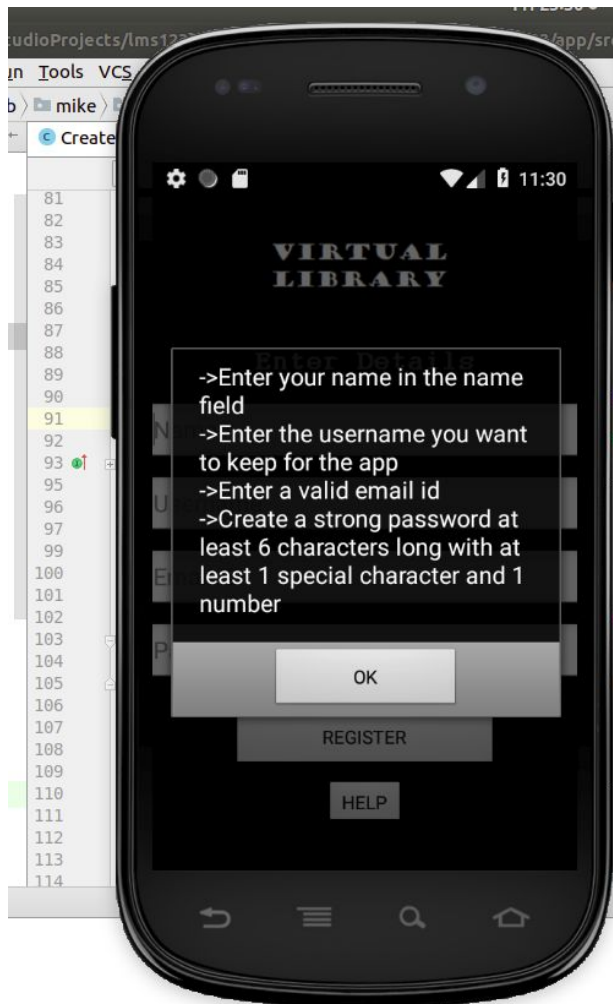 udioProjects/lms123
/app/src
Tools VCS
mike
Create
11:30
VIRTUAL
LIBRARY
Enter Details
->Enter your name in the name
field
->Enter the username you want
to keep for the app
->Enter a valid email id
->Create a strong password at
least 6 characters long with at
least 1 special character and 1
number
OK
REGISTER
HELP
81
82
83
84
85
86
87
88
89
90
91
92
93
95
96
97
99
100
101
102
103
104
105
106
107
108
109
110
111
112
113
114